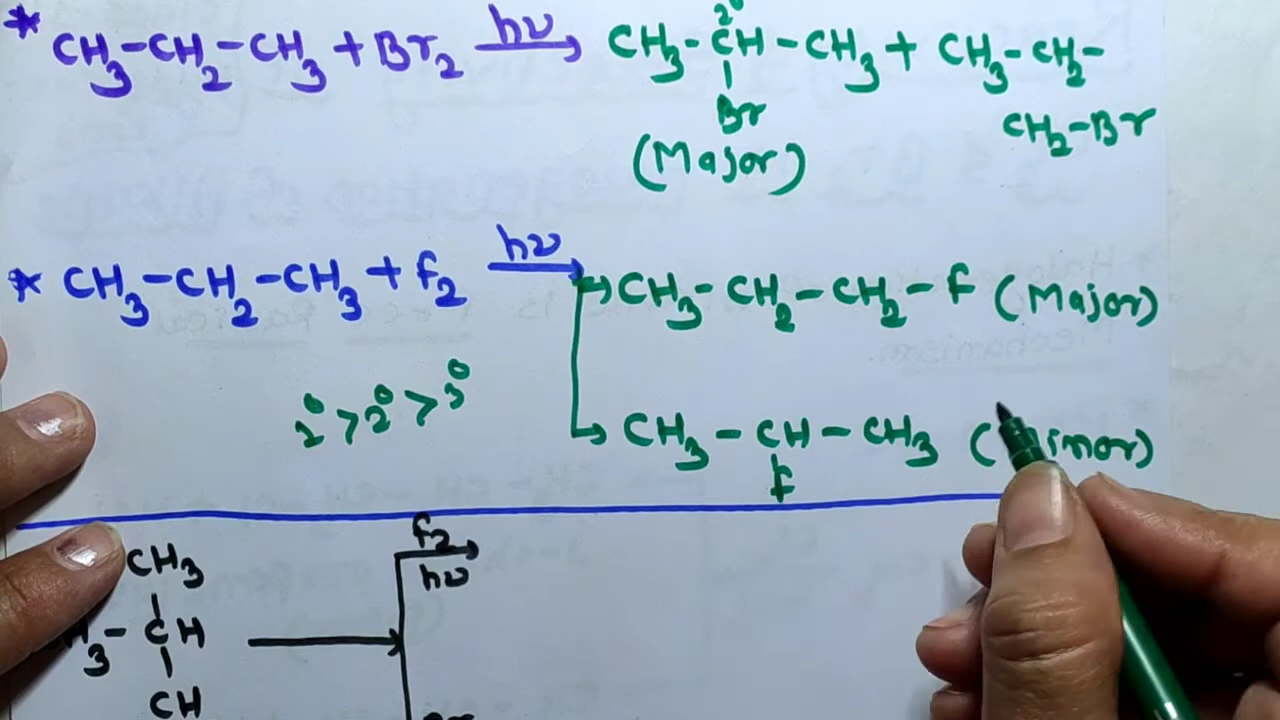 * CH₃-CH₂-CH₃ + Br₂ hν → CH₃-CH-CH₃ + CH₃-CH₂-
2°
Br
CH₂-Br
(Major)
* CH₃-CH₂-CH₃ + f₂ hν → CH₃-CH₂-CH₂-F (Major)
1° > 2° > 3°
CH₃-CH-CH₃
F
f₂
hν
CH₃
CH
CH